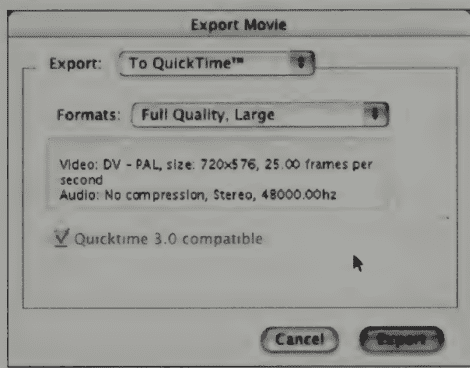 Export Movie
Export: To QuickTime™
Formats: Full Quality, Large
Video: DV - PAL, size: 720x576, 25.00 frames per
second
Audio: No compression, Stereo, 48000.00hz
Quicktime 3.0 compatible
Cancel Export